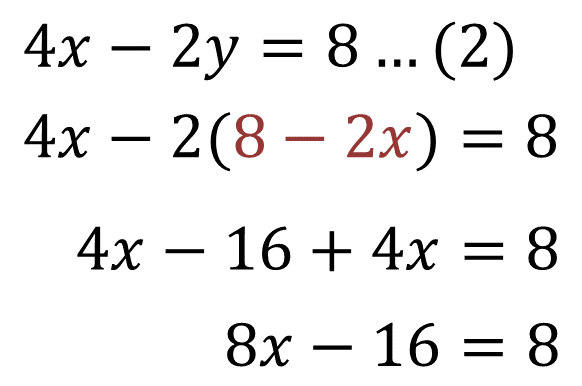 4x − 2y = 8 ... (2)
4x − 2(8 − 2x) = 8
4x − 16 + 4x = 8
8x − 16 = 8